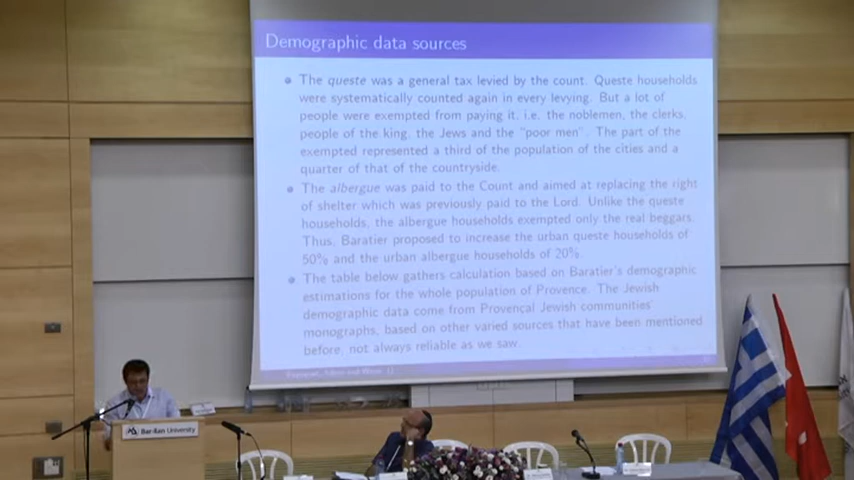 Demographic data sources
The queste was a general tax levied by the count. Queste households
were systematically counted again in every levying. But a lot of
people were exempted from paying it. i.e. the noblemen, the clerks,
people of the king, the Jews and the "poor men". The part of the
exempted represented a third of the population of the cities and a
quarter of that of the countryside.
The albergue was paid to the Count and aimed at replacing the right
of shelter which was previously paid to the Lord. Unlike the queste
households, the albergue households exempted only the real beggars.
Thus, Baratier proposed to increase the urban queste households of
50% and the urban albergue households of 20%.
The table below gathers calculation based on Baratier's demographic
estimations for the whole population of Provence. The Jewish
demographic data come from Provençal Jewish communities'
monographs, based on other varied sources that have been mentioned
before, not always reliable as we saw.
Bar-Ilan University